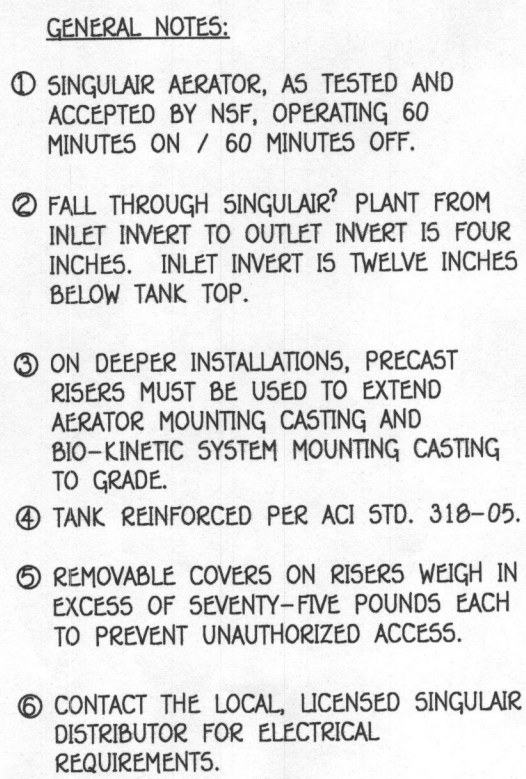 GENERAL NOTES:
① SINGULAIR AERATOR, AS TESTED AND
ACCEPTED BY NSF, OPERATING 60
MINUTES ON / 60 MINUTES OFF.
② FALL THROUGH SINGULAIR? PLANT FROM
INLET INVERT TO OUTLET INVERT IS FOUR
INCHES. INLET INVERT IS TWELVE INCHES
BELOW TANK TOP.
③ ON DEEPER INSTALLATIONS, PRECAST
RISERS MUST BE USED TO EXTEND
AERATOR MOUNTING CASTING AND
BIO-KINETIC SYSTEM MOUNTING CASTING
TO GRADE.
④ TANK REINFORCED PER ACI STD. 318-05.
⑤ REMOVABLE COVERS ON RISERS WEIGH IN
EXCESS OF SEVENTY-FIVE POUNDS EACH
TO PREVENT UNAUTHORIZED ACCESS.
⑥ CONTACT THE LOCAL, LICENSED SINGULAIR
DISTRIBUTOR FOR ELECTRICAL
REQUIREMENTS.